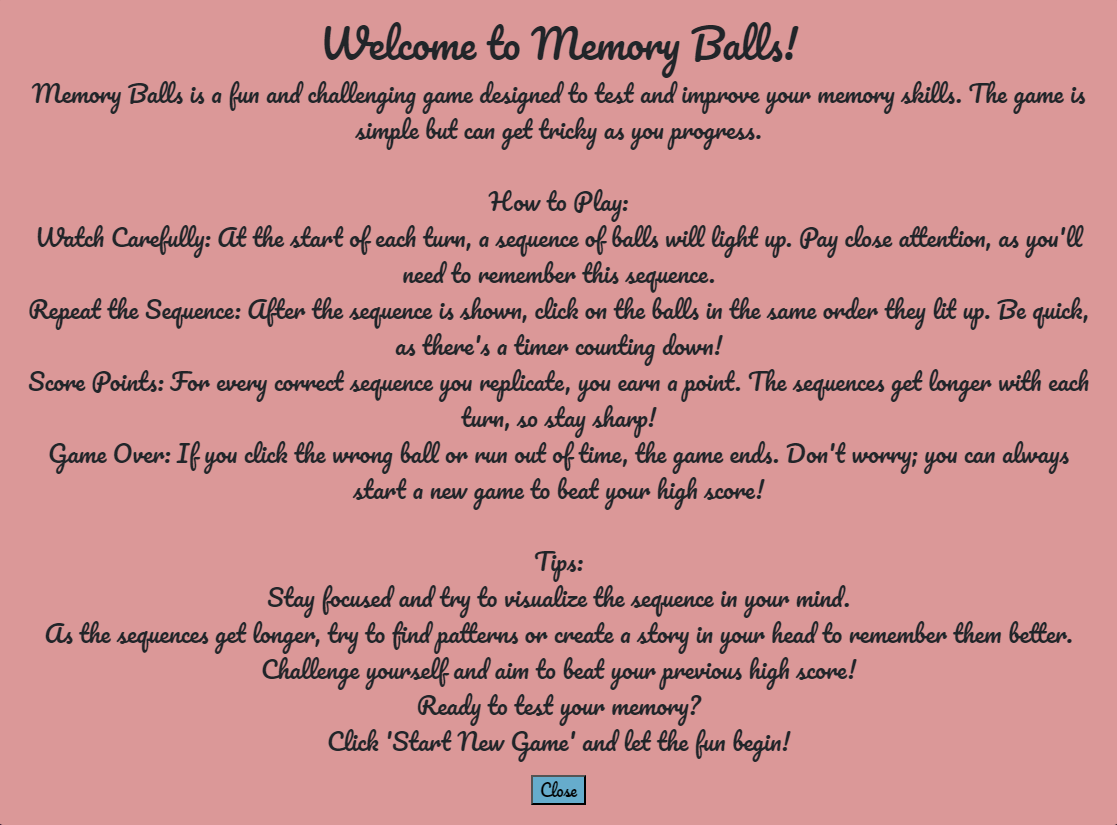 Welcome to Memory Balls!
Memory Balls is a fun and challenging game designed to test and improve your memory skills. The game is
simple but can get tricky as you progress.
How to Play:
Watch Carefully: At the start of each turn, a sequence of balls will light up. Pay close attention, as you'll
need to remember this sequence.
Repeat the Sequence: After the sequence is shown, click on the balls in the same order they lit up. Be quick,
as there's a timer counting down!
Score Points: For every correct sequence you replicate, you earn a point. The sequences get longer with each
turn, so stay sharp!
Game Over: If you click the wrong ball or run out of time, the game ends. Don't worry; you can always
start a new game to beat your high score!
Tips:
Stay focused and try to visualize the sequence in your mind.
As the sequences get longer, try to find patterns or create a story in your head to remember them better.
Challenge yourself and aim to beat your previous high score!
Ready to test your memory?
Click 'Start New Game' and let the fun begin!
Close